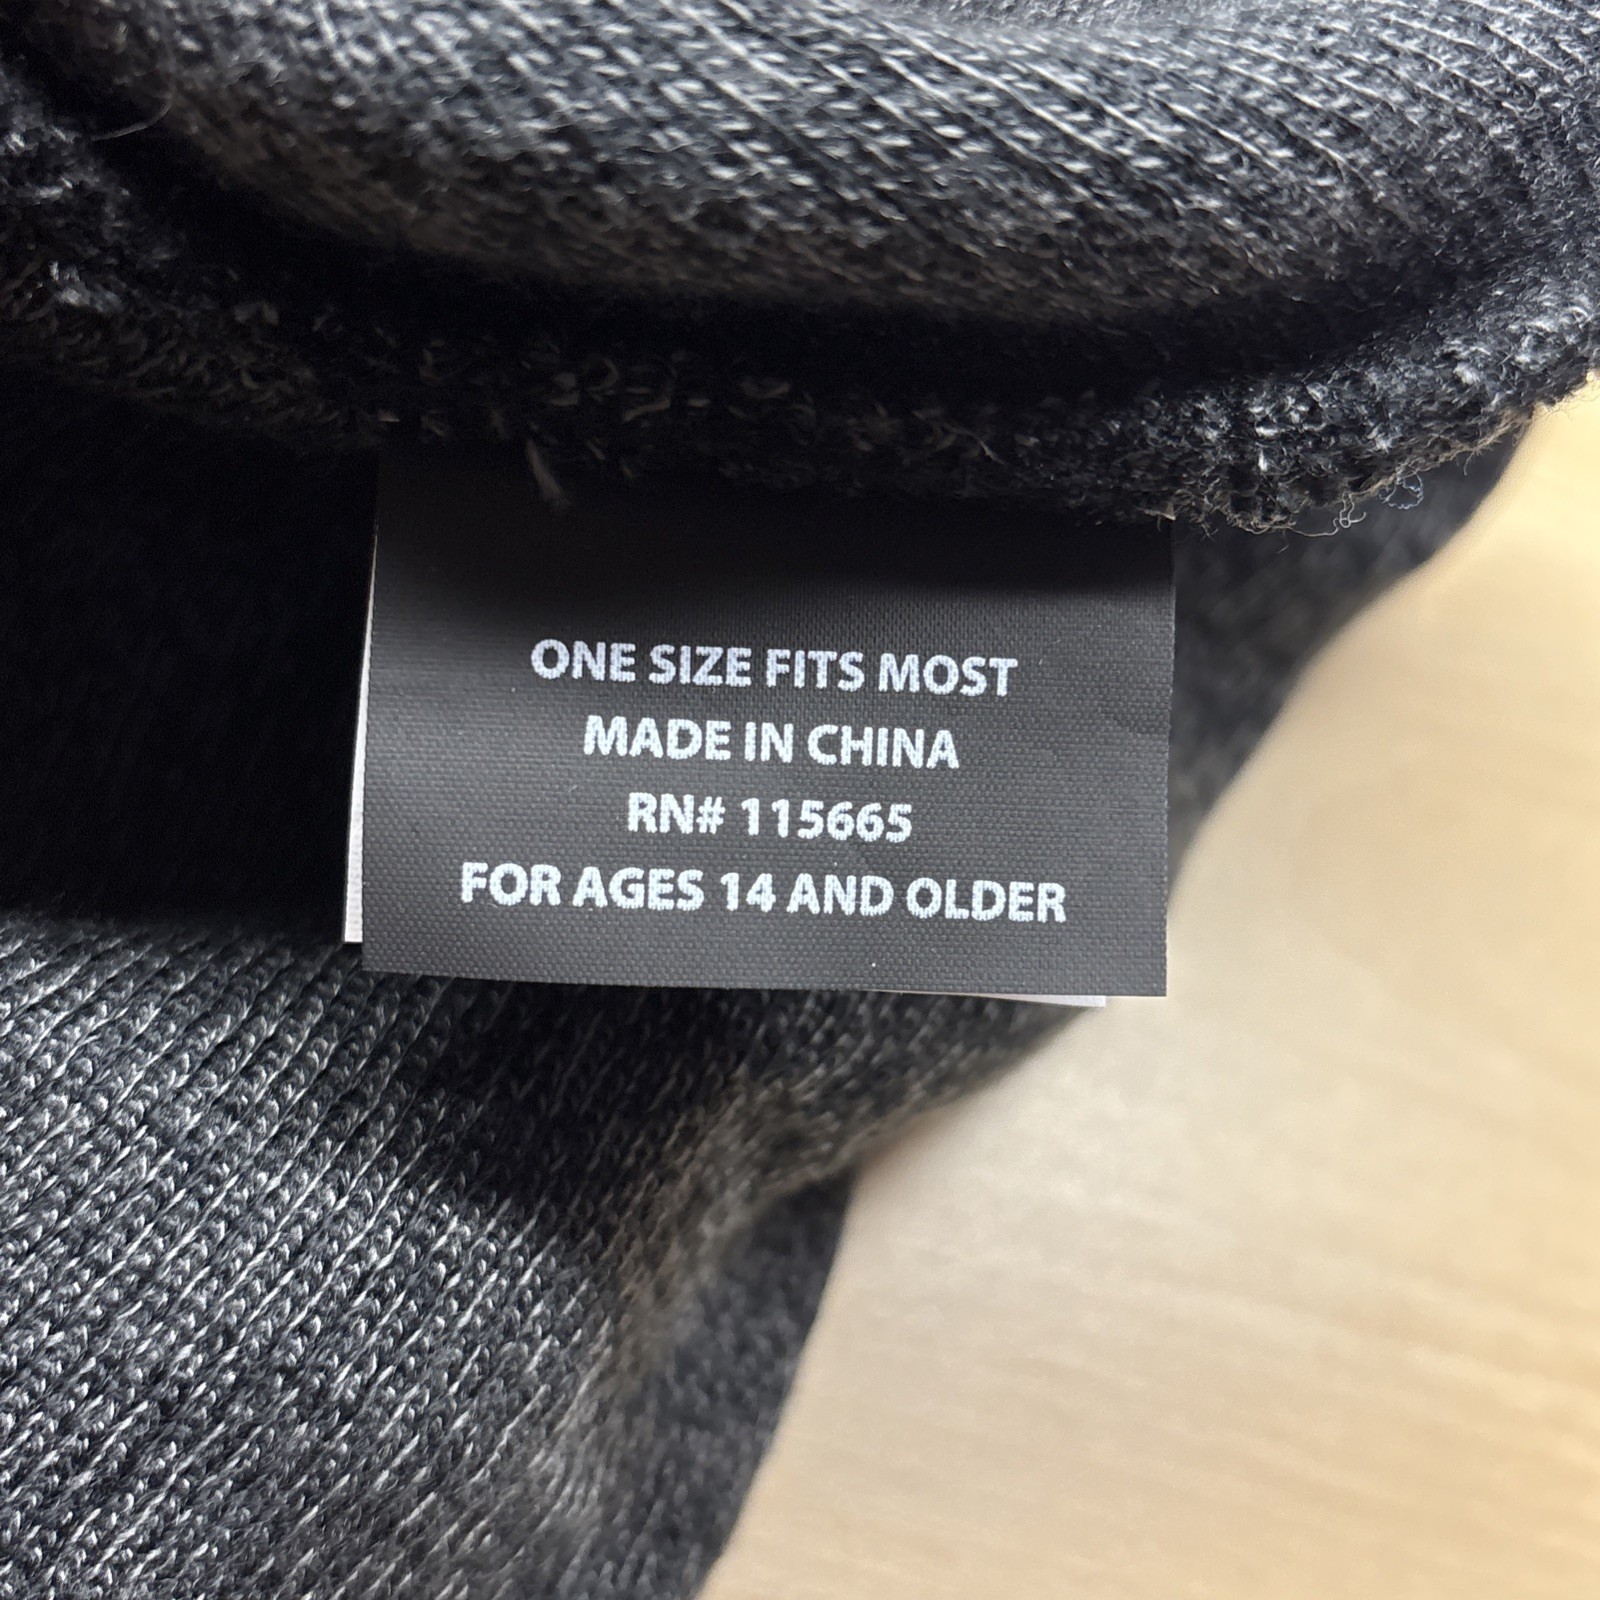 ONE SIZE FITS MOST
MADE IN CHINA
RN# 115665
FOR AGES 14 AND OLDER